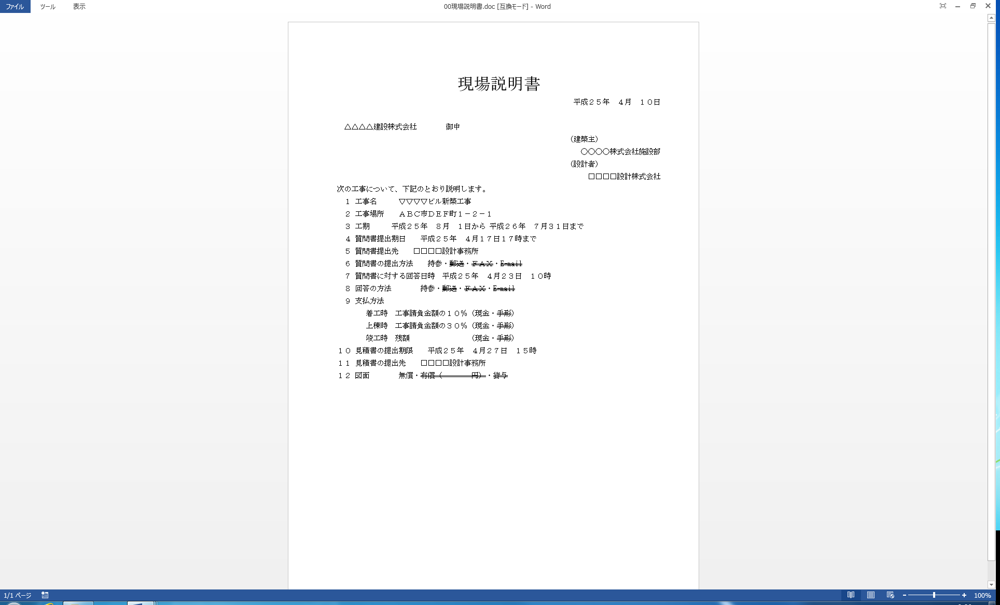 ファイル ツール 表示 00現場説明書.doc [互換モード] - Word
現場説明書
平成２５年　４月　１０日
△△△△建設株式会社　　　　御中
（建築主）
○○○○株式会社施設部
（設計者）
□□□□設計株式会社
次の工事について、下記のとおり説明します。
１ 工事名　　　▽▽▽▽ビル新築工事
２ 工事場所　　ＡＢＣ市ＤＥＦ町１－２－１
３ 工期　　　平成２５年　８月　１日から 平成２６年　７月３１日まで
４ 質問書提出期日　　平成２５年　４月１７日１７時まで
５ 質問書提出先　　□□□□設計事務所
６ 質問書の提出方法　　持参・郵送・ＦＡＸ・E-mail
７ 質問書に対する回答日時　平成２５年　４月２３日　１０時
８ 回答の方法　　　　持参・郵送・ＦＡＸ・E-mail
９ 支払方法
着工時　工事請負金額の１０％（現金・手形）
上棟時　工事請負金額の３０％（現金・手形）
竣工時　残額　　　　　　　　（現金・手形）
１０ 見積書の提出期限　　平成２５年　４月２７日　１５時
１１ 見積書の提出先　　□□□□設計事務所
１２ 図面　　　　無償・有償（　　　　円）・貸与
1/1 ページ 100%